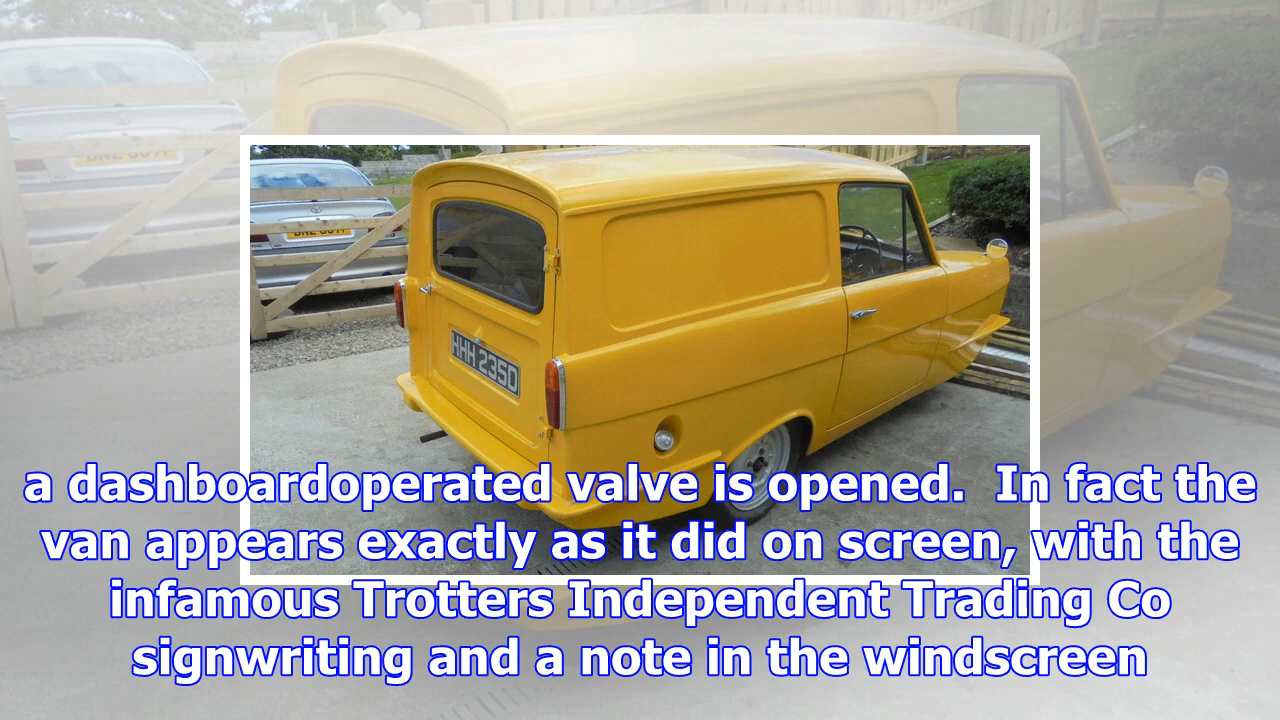 HHH 235D
a dashboardoperated valve is opened.  In fact the
van appears exactly as it did on screen, with the
infamous Trotters Independent Trading Co
signwriting and a note in the windscreen